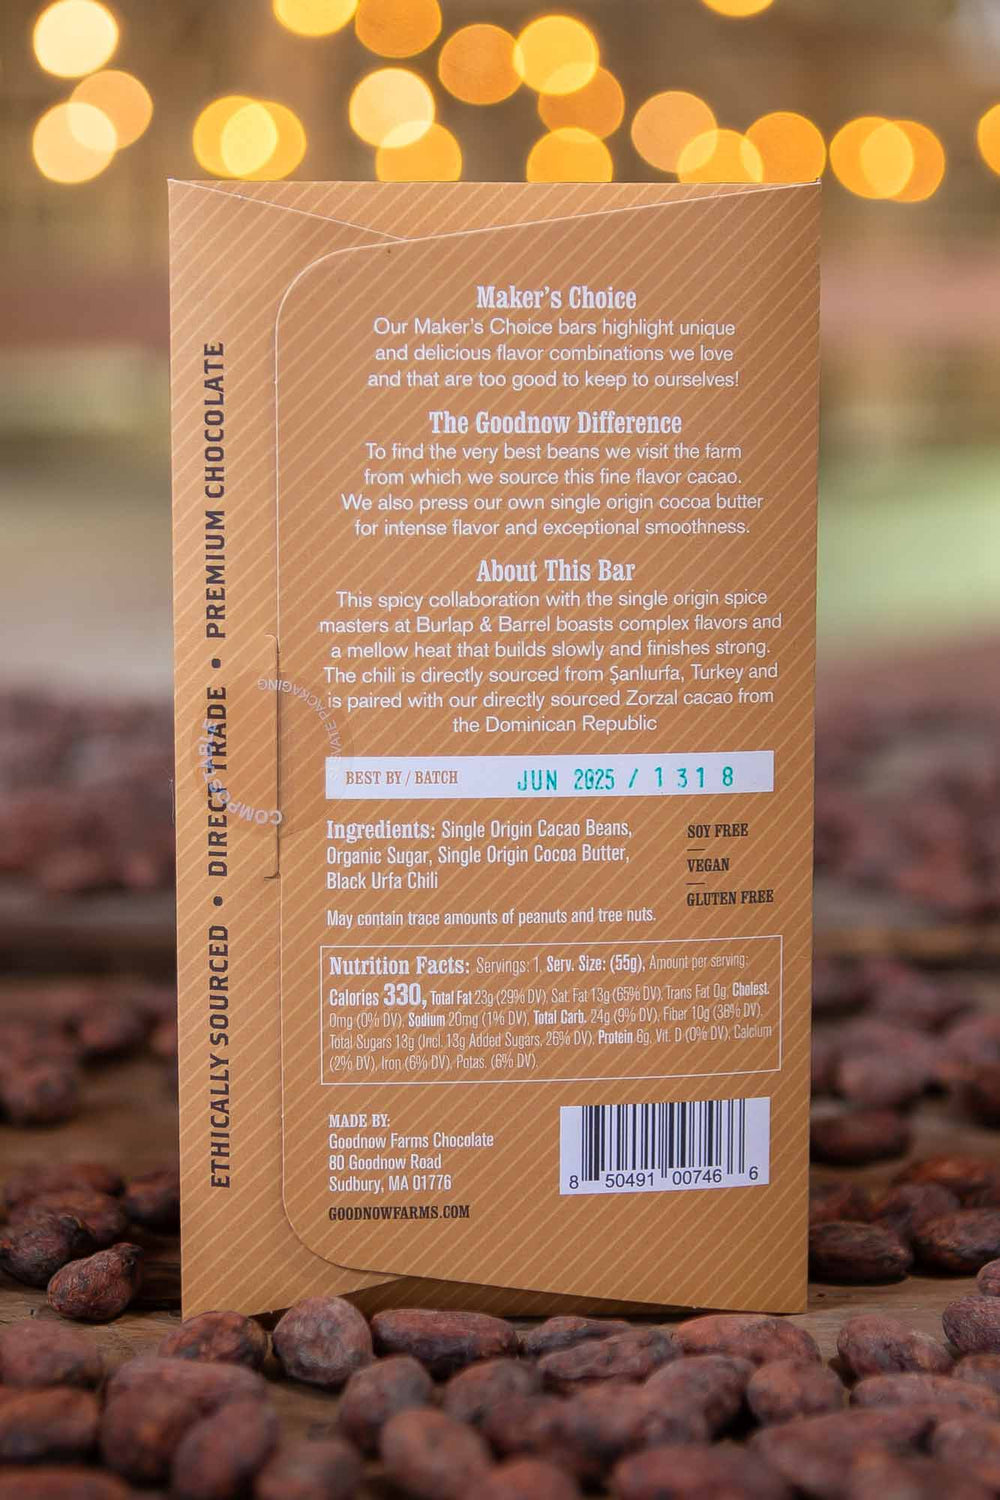 Maker's Choice
Our Maker's Choice bars highlight unique
and delicious flavor combinations we love
and that are too good to keep to ourselves!
The Goodnow Difference
To find the very best beans we visit the farm
from which we source this fine flavor cacao.
We also press our own single origin cocoa butter
for intense flavor and exceptional smoothness.
About This Bar
This spicy collaboration with the single origin spice
masters at Burlap & Barrel boasts complex flavors and
a mellow heat that builds slowly and finishes strong.
The chili is directly sourced from Şanlıurfa, Turkey and
is paired with our directly sourced Zorzal cacao from
the Dominican Republic
BEST BY / BATCH JUN 2025 / 1318
Ingredients: Single Origin Cacao Beans,
Organic Sugar, Single Origin Cocoa Butter,
Black Urfa Chili
May contain trace amounts of peanuts and tree nuts.
SOY FREE
VEGAN
GLUTEN FREE
Nutrition Facts: Servings: 1, Serv. Size: (55g), Amount per serving:
Calories 330, Total Fat 23g (29% DV), Sat. Fat 13g (65% DV), Trans Fat 0g, Cholest.
0mg (0% DV), Sodium 20mg (1% DV), Total Carb. 24g (9% DV), Fiber 10g (36% DV),
Total Sugars 13g (Incl. 13g Added Sugars, 26% DV), Protein 6g, Vit. D (0% DV), Calcium
(2% DV), Iron (6% DV), Potas. (6% DV).
MADE BY:
Goodnow Farms Chocolate
80 Goodnow Road
Sudbury, MA 01776
GOODNOWFARMS.COM
8 50491 00746 6
ETHICALLY SOURCED • DIRECT TRADE • PREMIUM CHOCOLATE
COMPOSTABLE
PACKAGING